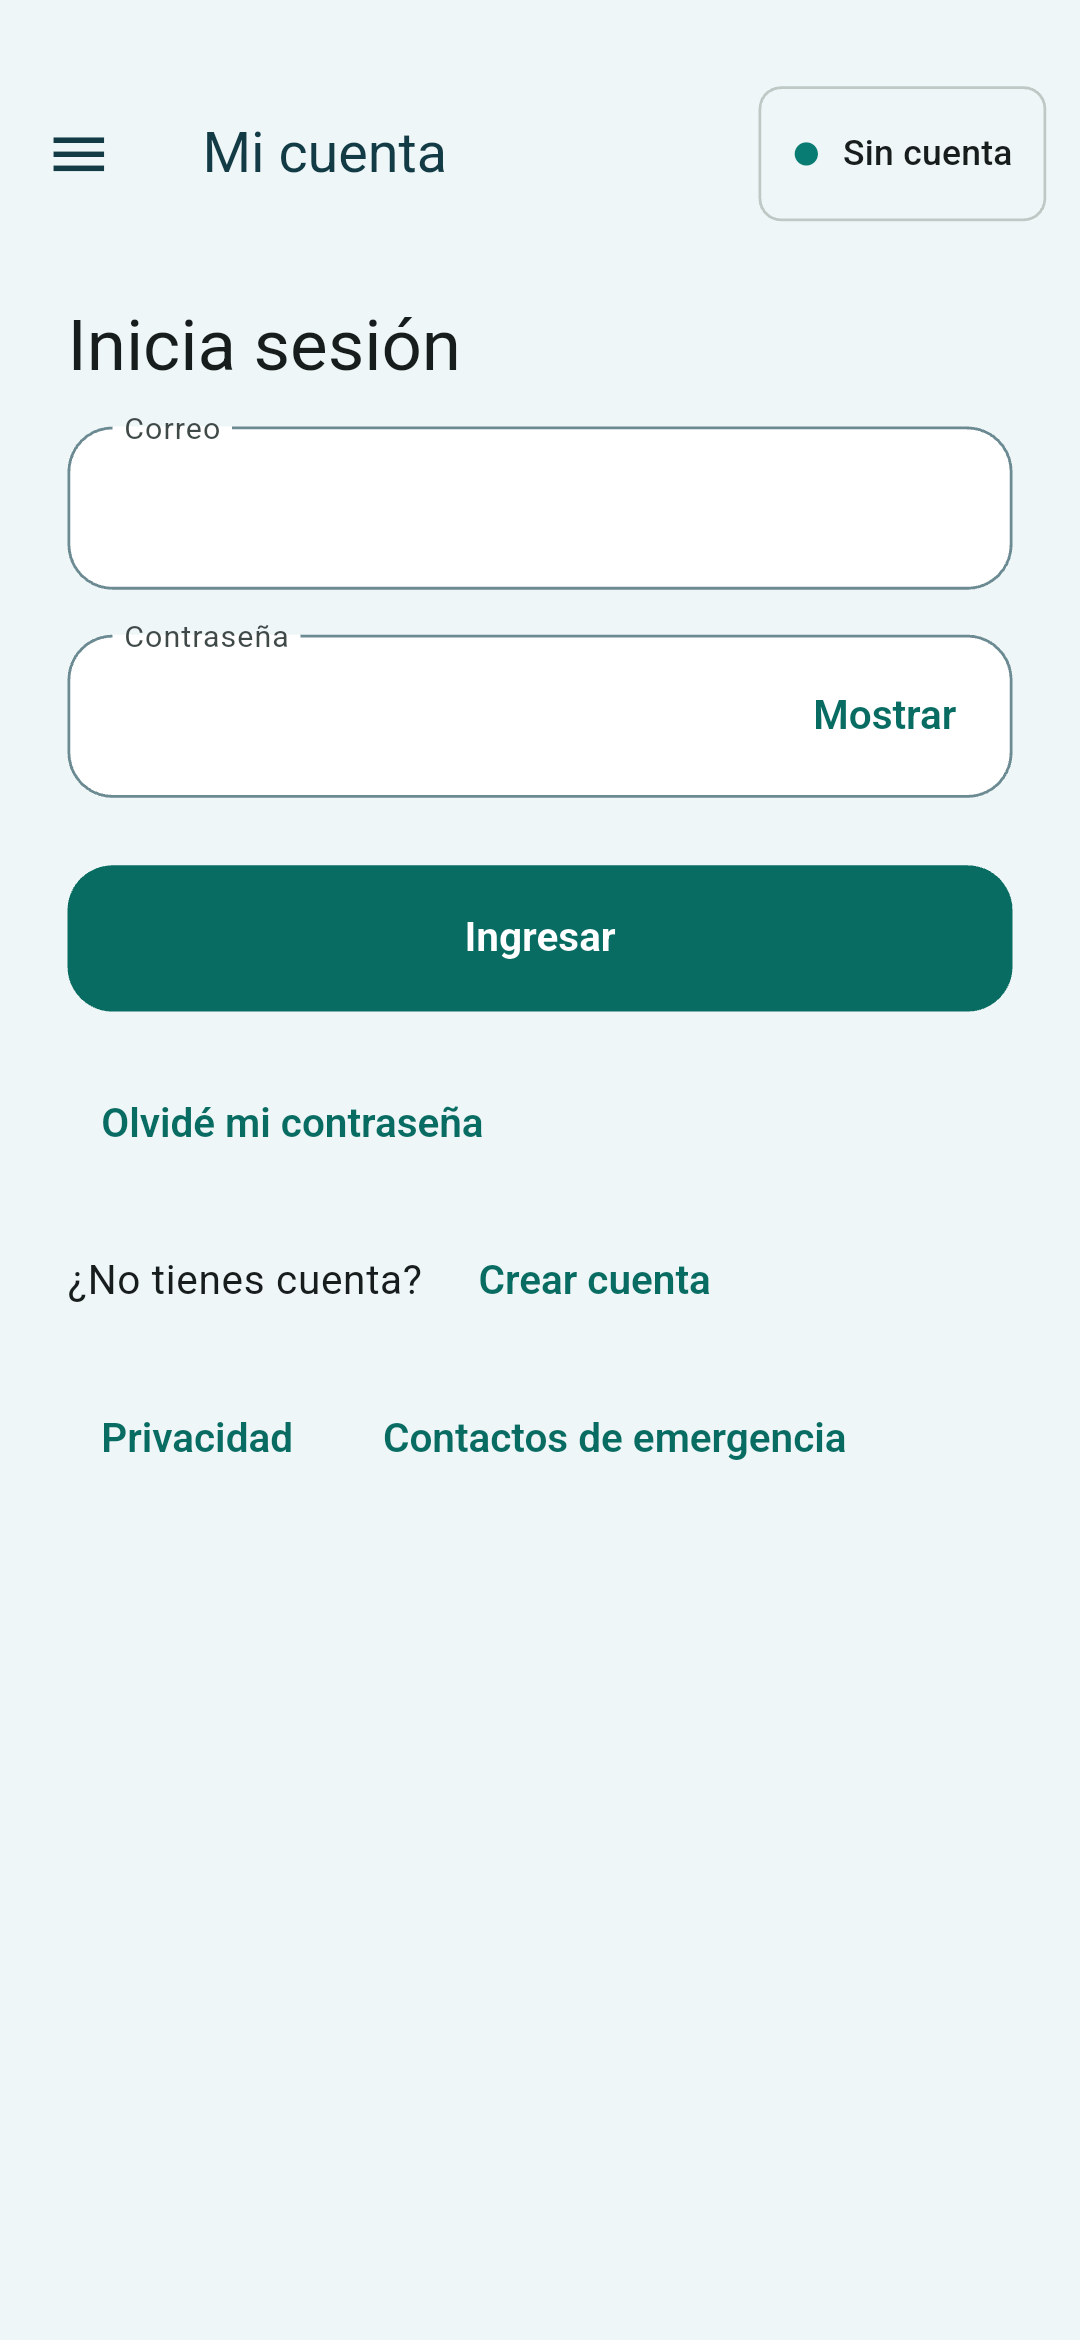 Mi cuenta
Sin cuenta
Inicia sesión
Correo
Contraseña
Mostrar
Ingresar
Olvidé mi contraseña
¿No tienes cuenta? Crear cuenta
Privacidad Contactos de emergencia